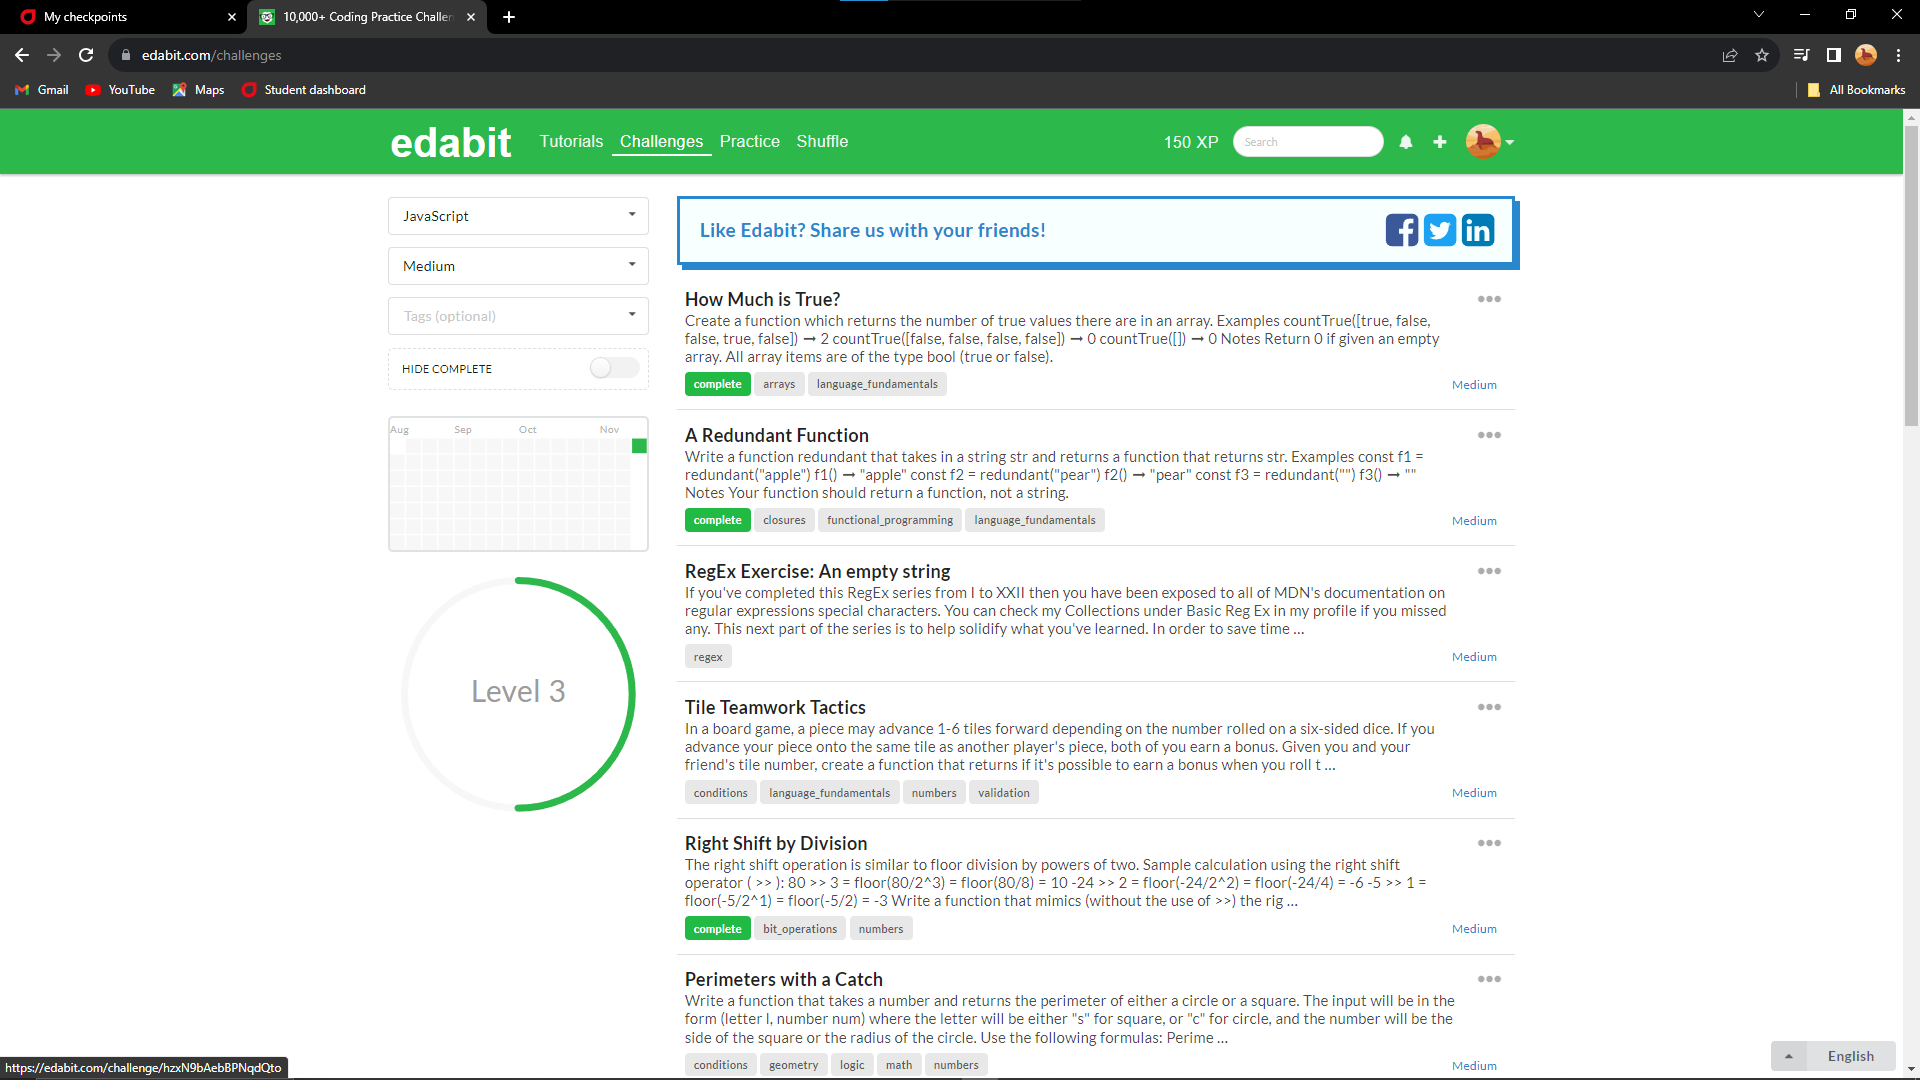 My checkpoints
10,000+ Coding Practice Challen
edabit.com/challenges
Gmail YouTube Maps Student dashboard All Bookmarks
edabit Tutorials Challenges Practice Shuffle 150 XP Search
JavaScript
Medium
Tags (optional)
HIDE COMPLETE
Aug Sep Oct Nov
Level 3
Like Edabit? Share us with your friends!
How Much is True?
Create a function which returns the number of true values there are in an array. Examples countTrue([true, false,
false, true, false]) ➞ 2 countTrue([false, false, false, false]) ➞ 0 countTrue([]) ➞ 0 Notes Return 0 if given an empty
array. All array items are of the type bool (true or false).
complete arrays language_fundamentals Medium
A Redundant Function
Write a function redundant that takes in a string str and returns a function that returns str. Examples const f1 =
redundant("apple") f1() ➞ "apple" const f2 = redundant("pear") f2() ➞ "pear" const f3 = redundant("") f3() ➞ ""
Notes Your function should return a function, not a string.
complete closures functional_programming language_fundamentals Medium
RegEx Exercise: An empty string
If you've completed this RegEx series from I to XXII then you have been exposed to all of MDN's documentation on
regular expressions special characters. You can check my Collections under Basic Reg Ex in my profile if you missed
any. This next part of the series is to help solidify what you've learned. In order to save time ...
regex Medium
Tile Teamwork Tactics
In a board game, a piece may advance 1-6 tiles forward depending on the number rolled on a six-sided dice. If you
advance your piece onto the same tile as another player's piece, both of you earn a bonus. Given you and your
friend's tile number, create a function that returns if it's possible to earn a bonus when you roll t ...
conditions language_fundamentals numbers validation Medium
Right Shift by Division
The right shift operation is similar to floor division by powers of two. Sample calculation using the right shift
operator ( >> ): 80 >> 3 = floor(80/2^3) = floor(80/8) = 10 -24 >> 2 = floor(-24/2^2) = floor(-24/4) = -6 -5 >> 1 =
floor(-5/2^1) = floor(-5/2) = -3 Write a function that mimics (without the use of >>) the rig ...
complete bit_operations numbers Medium
Perimeters with a Catch
Write a function that takes a number and returns the perimeter of either a circle or a square. The input will be in the
form (letter l, number num) where the letter will be either "s" for square, or "c" for circle, and the number will be the
side of the square or the radius of the circle. Use the following formulas: Perime ...
conditions geometry logic math numbers Medium
https://edabit.com/challenge/hzxN9bAebBPNqdQto
English